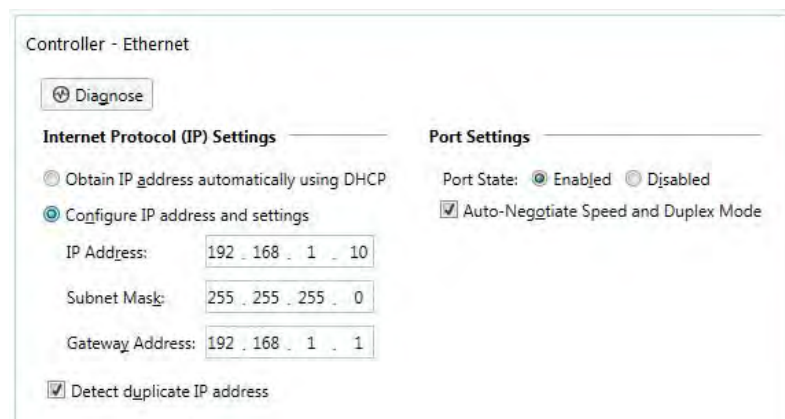 Controller - Ethernet
Diagnose
Internet Protocol (IP) Settings
Port Settings
Obtain IP address automatically using DHCP
Port State: Enabled Disabled
Configure IP address and settings
Auto-Negotiate Speed and Duplex Mode
IP Address: 192 . 168 . 1 . 10
Subnet Mask: 255 . 255 . 255 . 0
Gateway Address: 192 . 168 . 1 . 1
Detect duplicate IP address